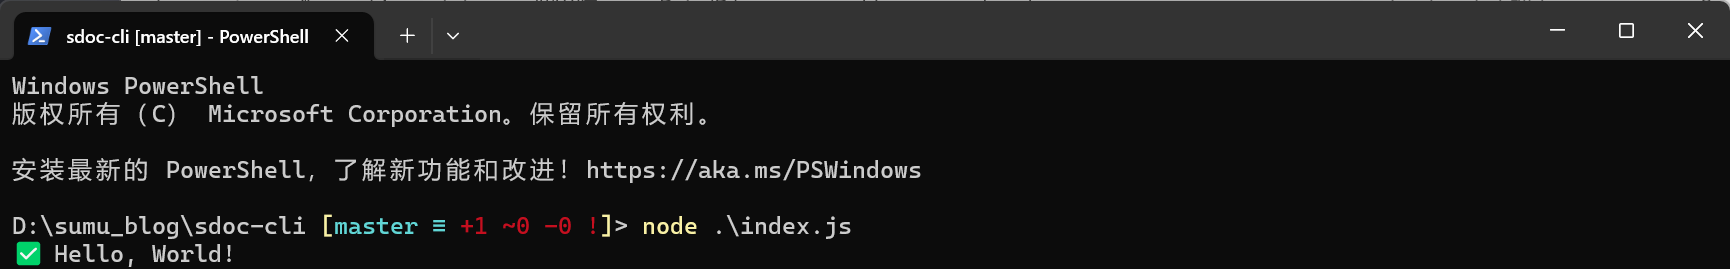 sdoc-cli [master] - PowerShell
Windows PowerShell
版权所有 (C) Microsoft Corporation。保留所有权利。
安装最新的 PowerShell，了解新功能和改进！https://aka.ms/PSWindows
D:\sumu_blog\sdoc-cli [master ≡ +1 ~0 -0 !]> node .\index.js
✅ Hello, World!